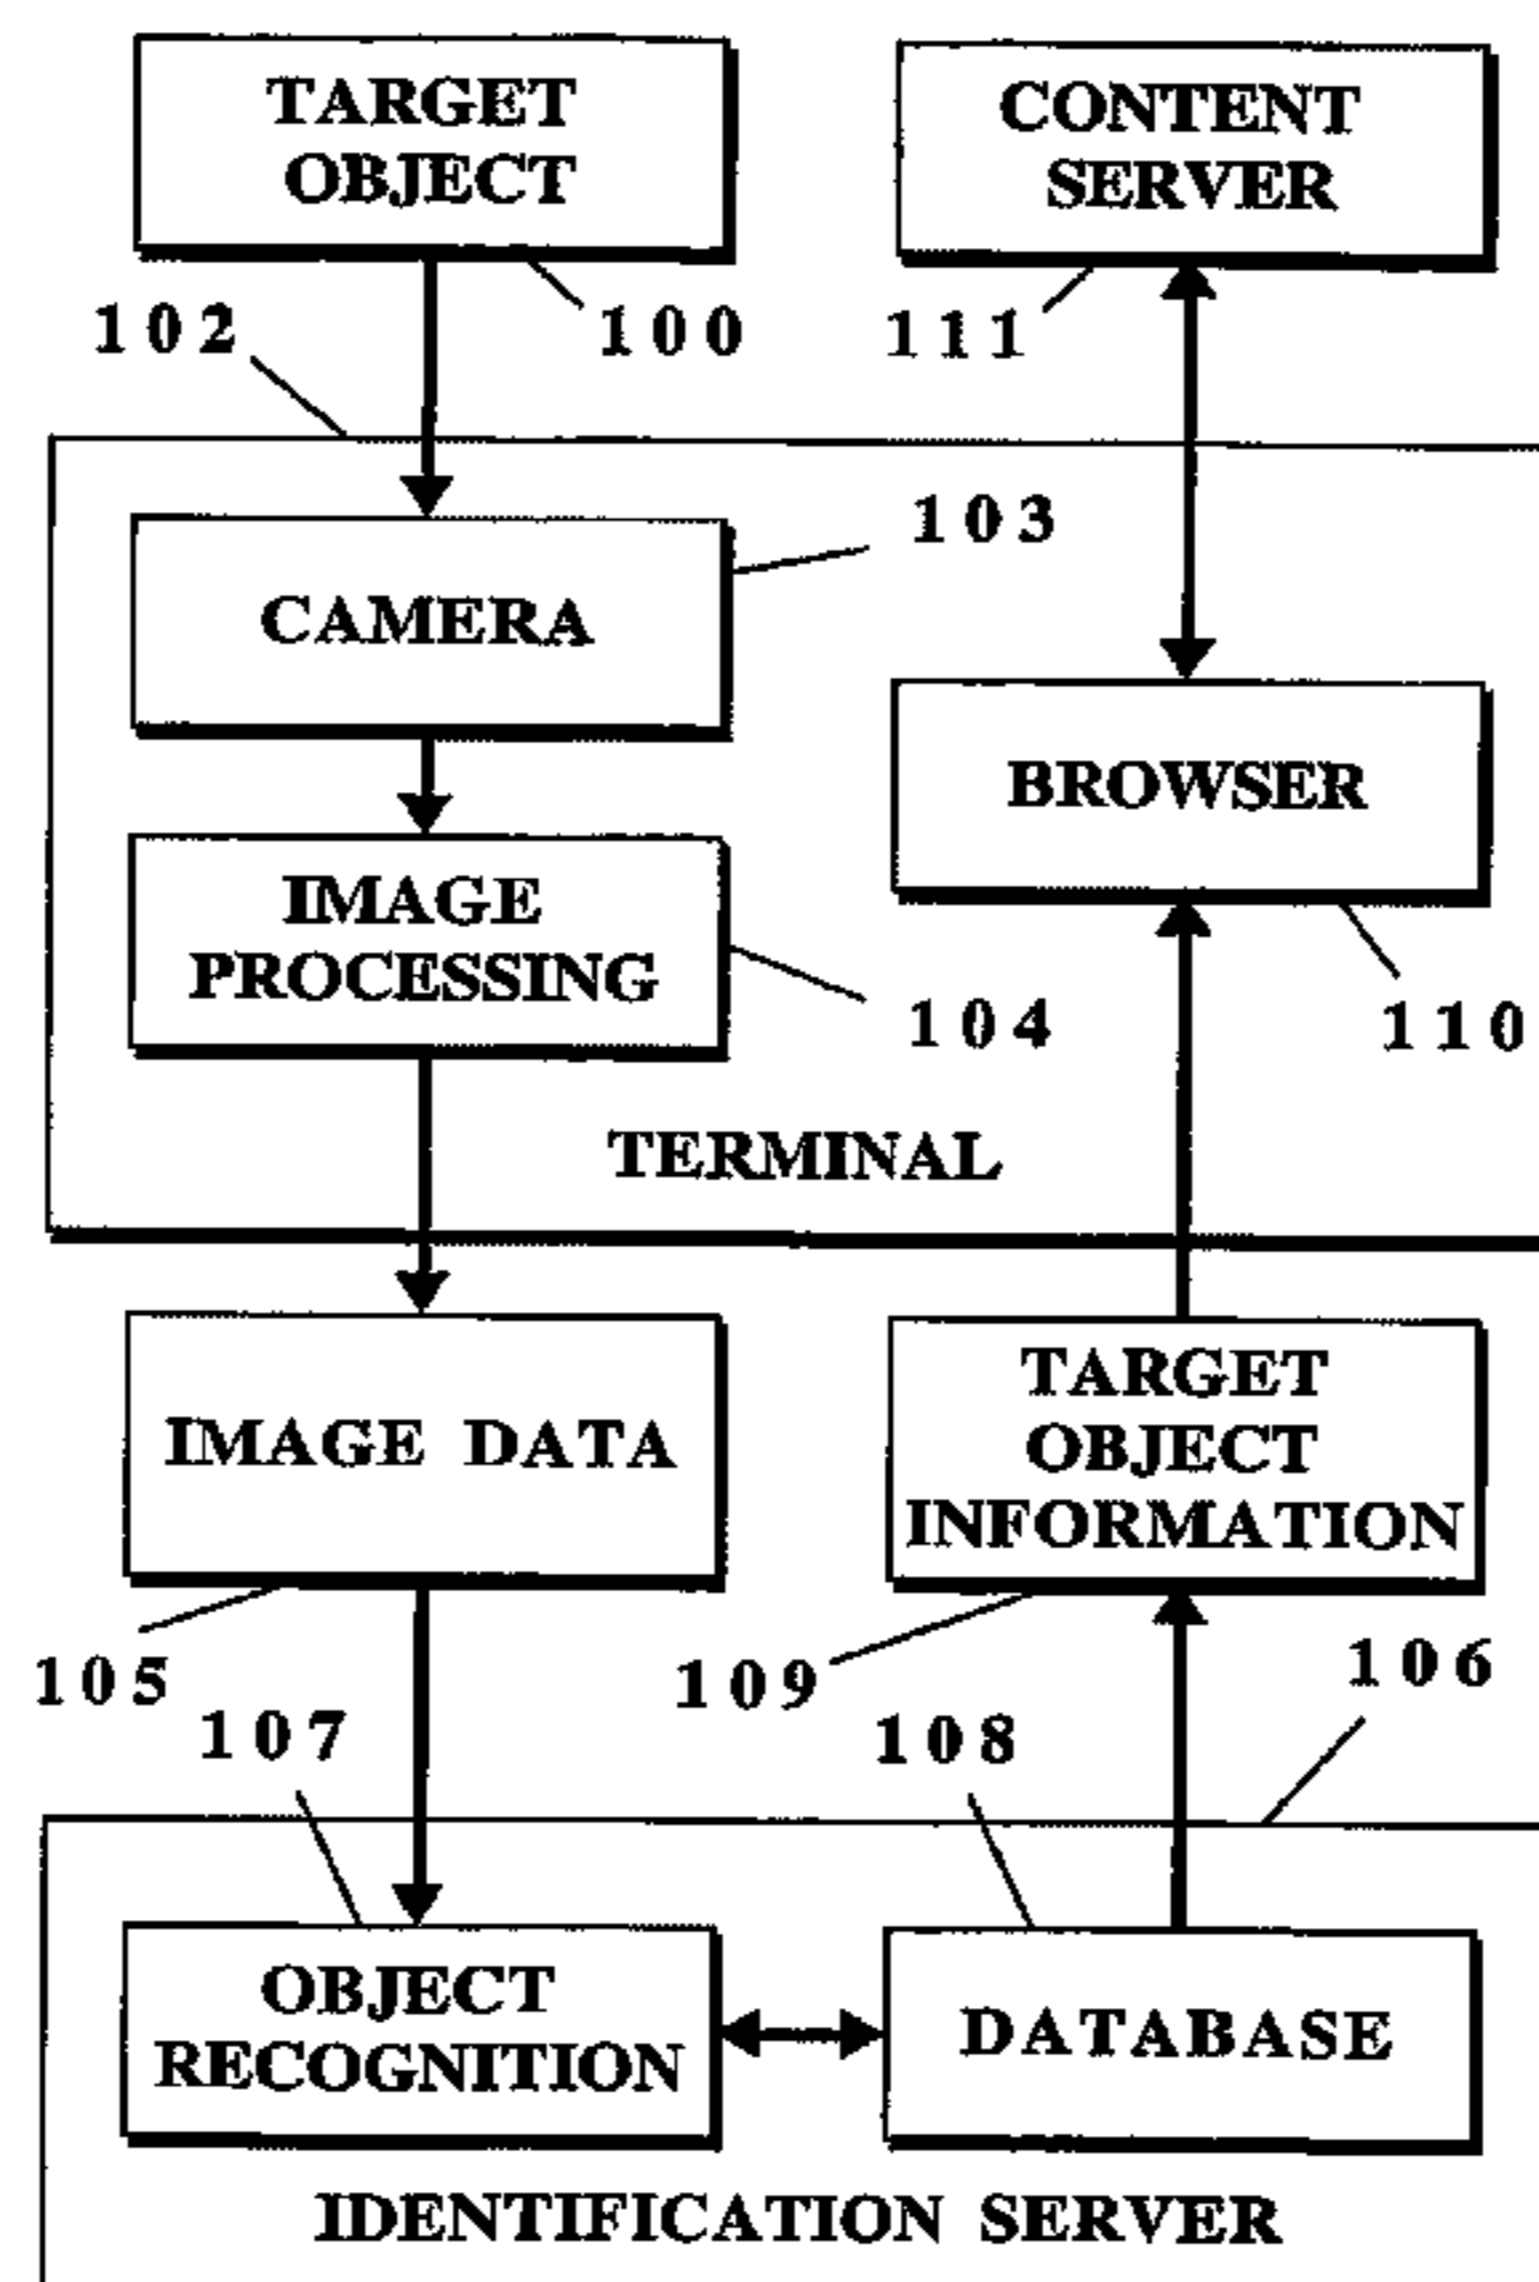 TARGET
OBJECT
CONTENT
SERVER
102
100
111
103
CAMERA
BROWSER
IMAGE
PROCESSING
104
110
TERMINAL
IMAGE DATA
TARGET
OBJECT
INFORMATION
105
109
106
107
108
OBJECT
RECOGNITION
DATABASE
IDENTIFICATION SERVER